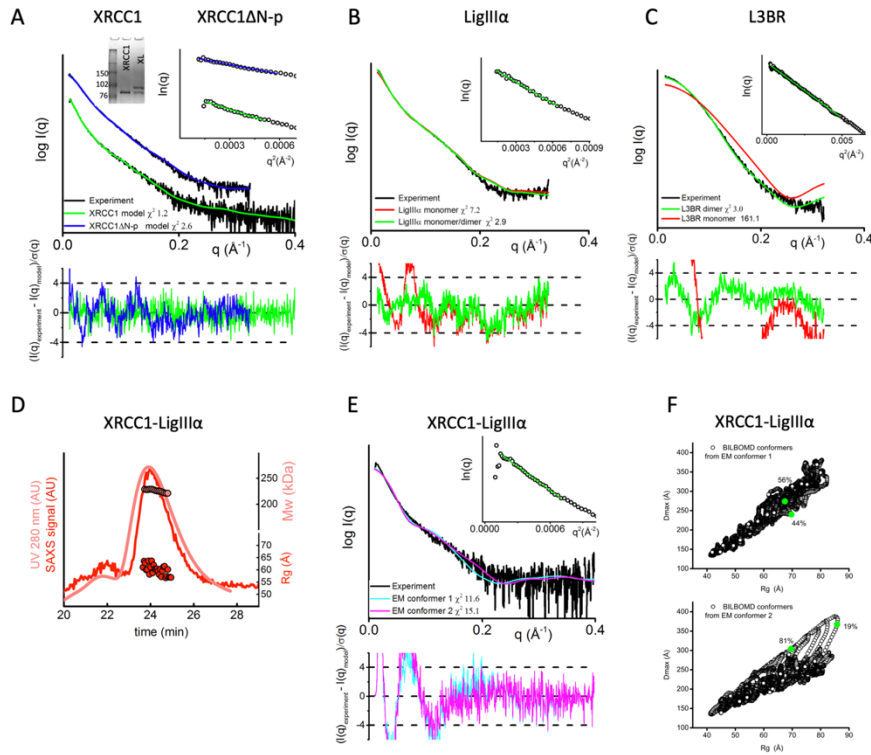 A
XRCC1 XRCC1ΔN-p
XRCC1
XL
150
102
76
ln(q)
0.0003 0.0006
q²(Å⁻²)
log I(q)
Experiment
XRCC1 model χ² 1.2
XRCC1ΔN-p model χ² 2.6
0.0 0.2 0.4
q (Å⁻¹)
(I(q)experiment - I(q)model)/σ(q)
4
0
4
B
LigIIIα
ln(q)
0.0003 0.0006 0.0009
q²(Å⁻²)
log I(q)
Experiment
LigIIIα monomer χ² 7.2
LigIIIα monomer/dimer χ² 2.9
0.0 0.2 0.4
q (Å⁻¹)
(I(q)experiment - I(q)model)/σ(q)
4
0
-4
C
L3BR
ln(q)
0.000 0.005
q²(Å⁻²)
log I(q)
Experiment
L3BR dimer χ² 3.0
L3BR monomer 161.1
0.0 0.2 0.4
q (Å⁻¹)
(I(q)experiment - I(q)model)/σ(q)
4
0
-4
D
XRCC1-LigIIIα
UV 280 nm (AU)
SAXS signal (AU)
250
200
Mw (kDa)
70
65
60
55
50
Rg (Å)
20 22 24 26 28
time (min)
E
XRCC1-LigIIIα
ln(q)
0.0006
q²(Å⁻²)
log I(q)
Experiment
EM conformer 1 χ² 11.6
EM conformer 2 χ² 15.1
0.0 0.2 0.4
q (Å⁻¹)
(I(q)experiment - I(q)model)/σ(q)
4
0
-4
F
XRCC1-LigIIIα
400
350
300
250
200
150
100
Dmax (Å)
BILBOMD conformers
from EM conformer 1
56%
44%
40 50 60 70 80 90
Rg (Å)
400
350
300
250
200
150
100
Dmax (Å)
BILBOMD conformers
from EM conformer 2
81%
19%
40 50 60 70 80 90
Rg (Å)